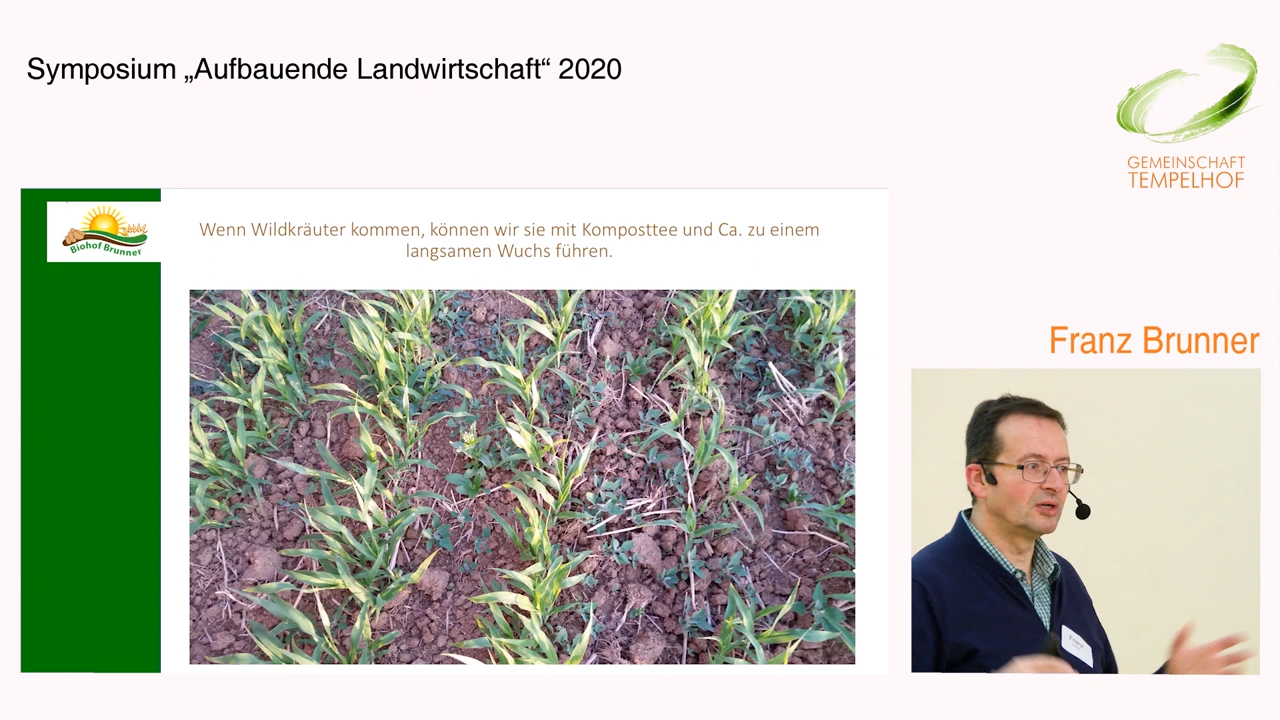 Symposium „Aufbauende Landwirtschaft“ 2020
GEMEINSCHAFT
TEMPELHOF
Biohof Brunner
Wenn Wildkräuter kommen, können wir sie mit Komposttee und Ca. zu einem
langsamen Wuchs führen.
Franz Brunner
Franz